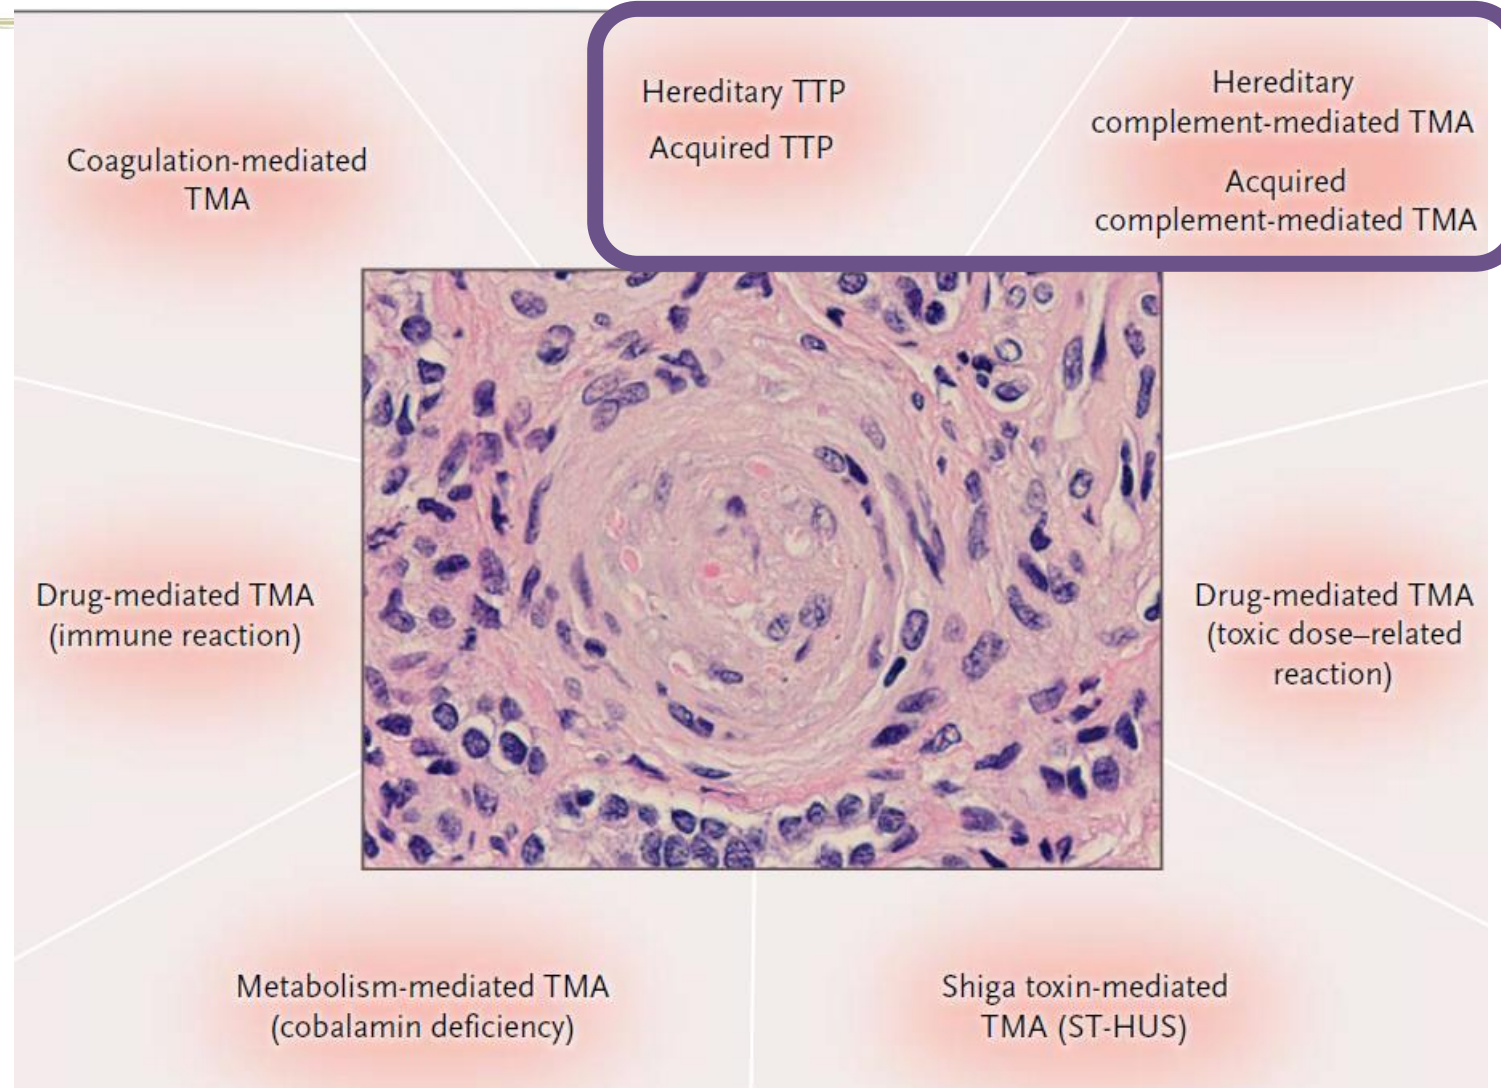 Hereditary TTP
Acquired TTP
Hereditary
complement-mediated TMA
Acquired
complement-mediated TMA
Coagulation-mediated
TMA
Drug-mediated TMA
(immune reaction)
Drug-mediated TMA
(toxic dose–related
reaction)
Metabolism-mediated TMA
(cobalamin deficiency)
Shiga toxin-mediated
TMA (ST-HUS)